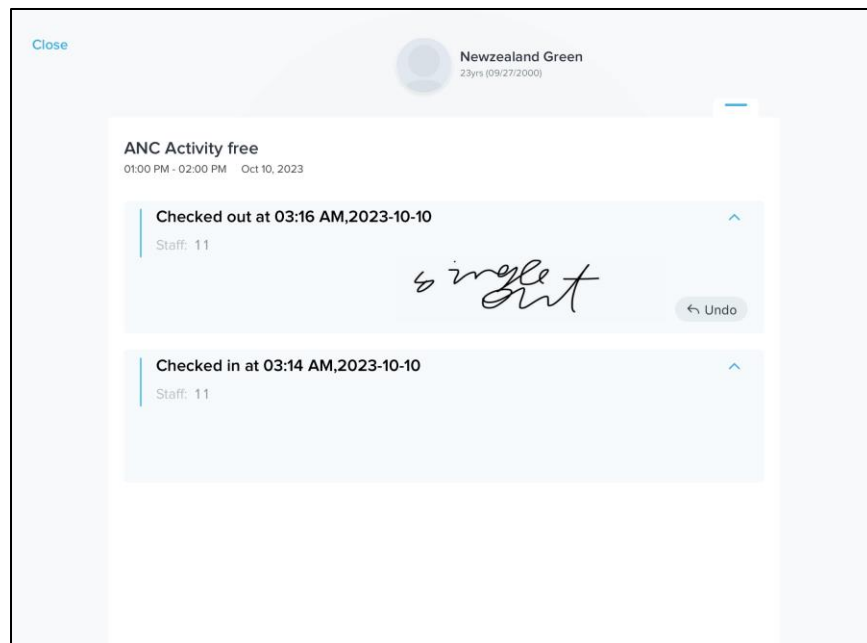 Close
Newzealand Green
23yrs (09/27/2000)
ANC Activity free
01:00 PM - 02:00 PM Oct 10, 2023
Checked out at 03:16 AM,2023-10-10
Staff: 11
single
out
Undo
Checked in at 03:14 AM,2023-10-10
Staff: 11